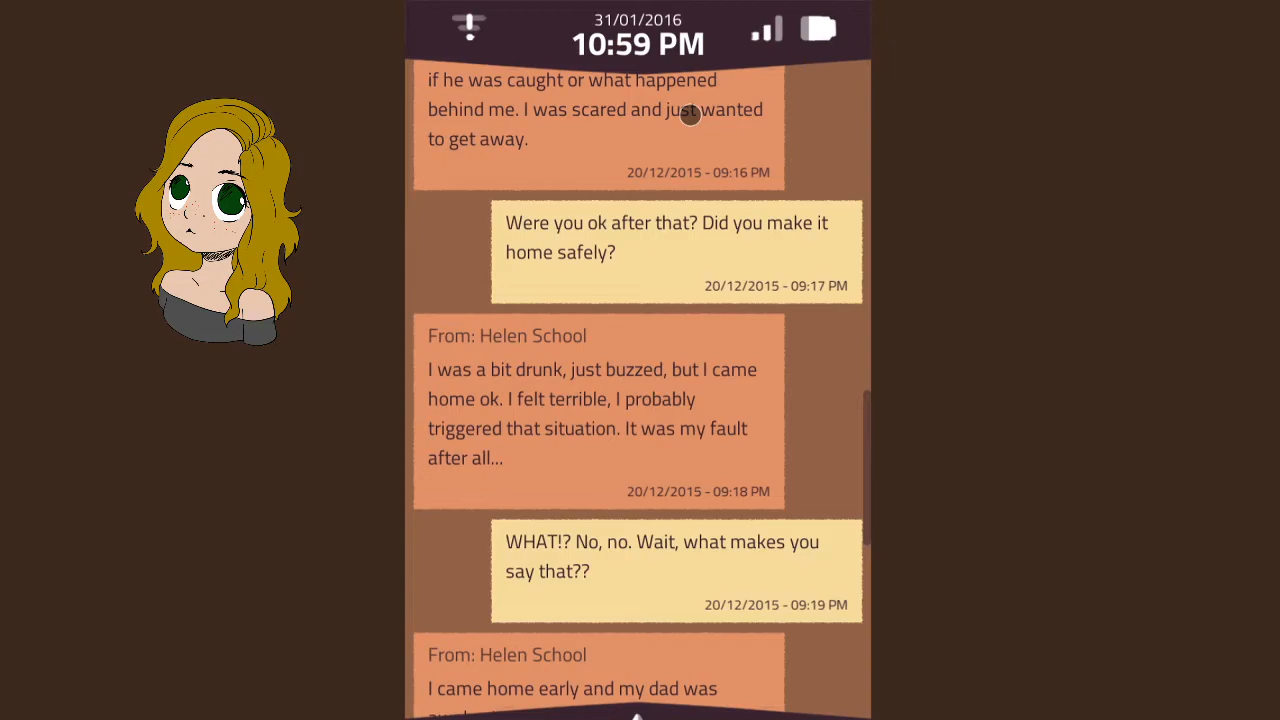 31/01/2016
10:59 PM
if he was caught or what happened
behind me. I was scared and just wanted
to get away.
20/12/2015 - 09:16 PM
Were you ok after that? Did you make it
home safely?
20/12/2015 - 09:17 PM
From: Helen School
I was a bit drunk, just buzzed, but I came
home ok. I felt terrible, I probably
triggered that situation. It was my fault
after all...
20/12/2015 - 09:18 PM
WHAT!? No, no. Wait, what makes you
say that??
20/12/2015 - 09:19 PM
From: Helen School
I came home early and my dad was